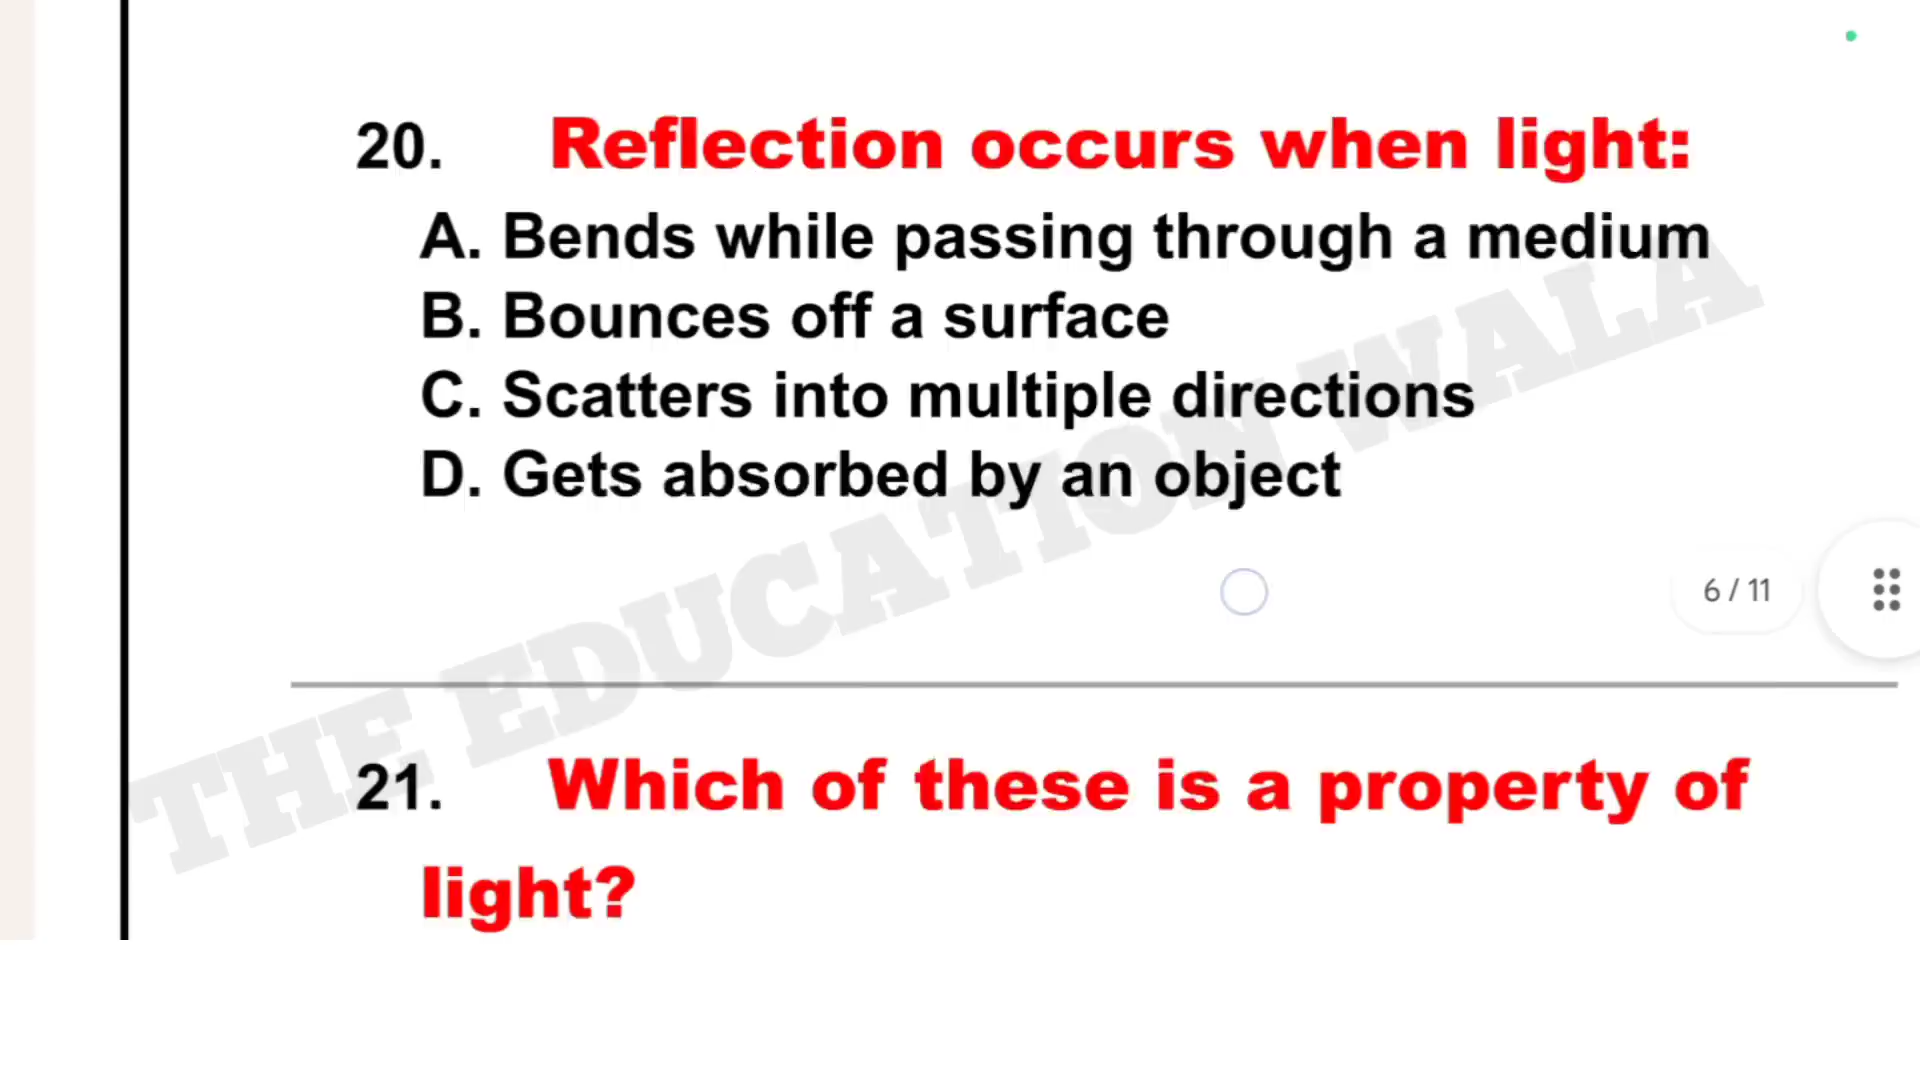 20. Reflection occurs when light:
A. Bends while passing through a medium
B. Bounces off a surface
C. Scatters into multiple directions
D. Gets absorbed by an object
6 / 11
THE EDUCATION WALA
21. Which of these is a property of
light?